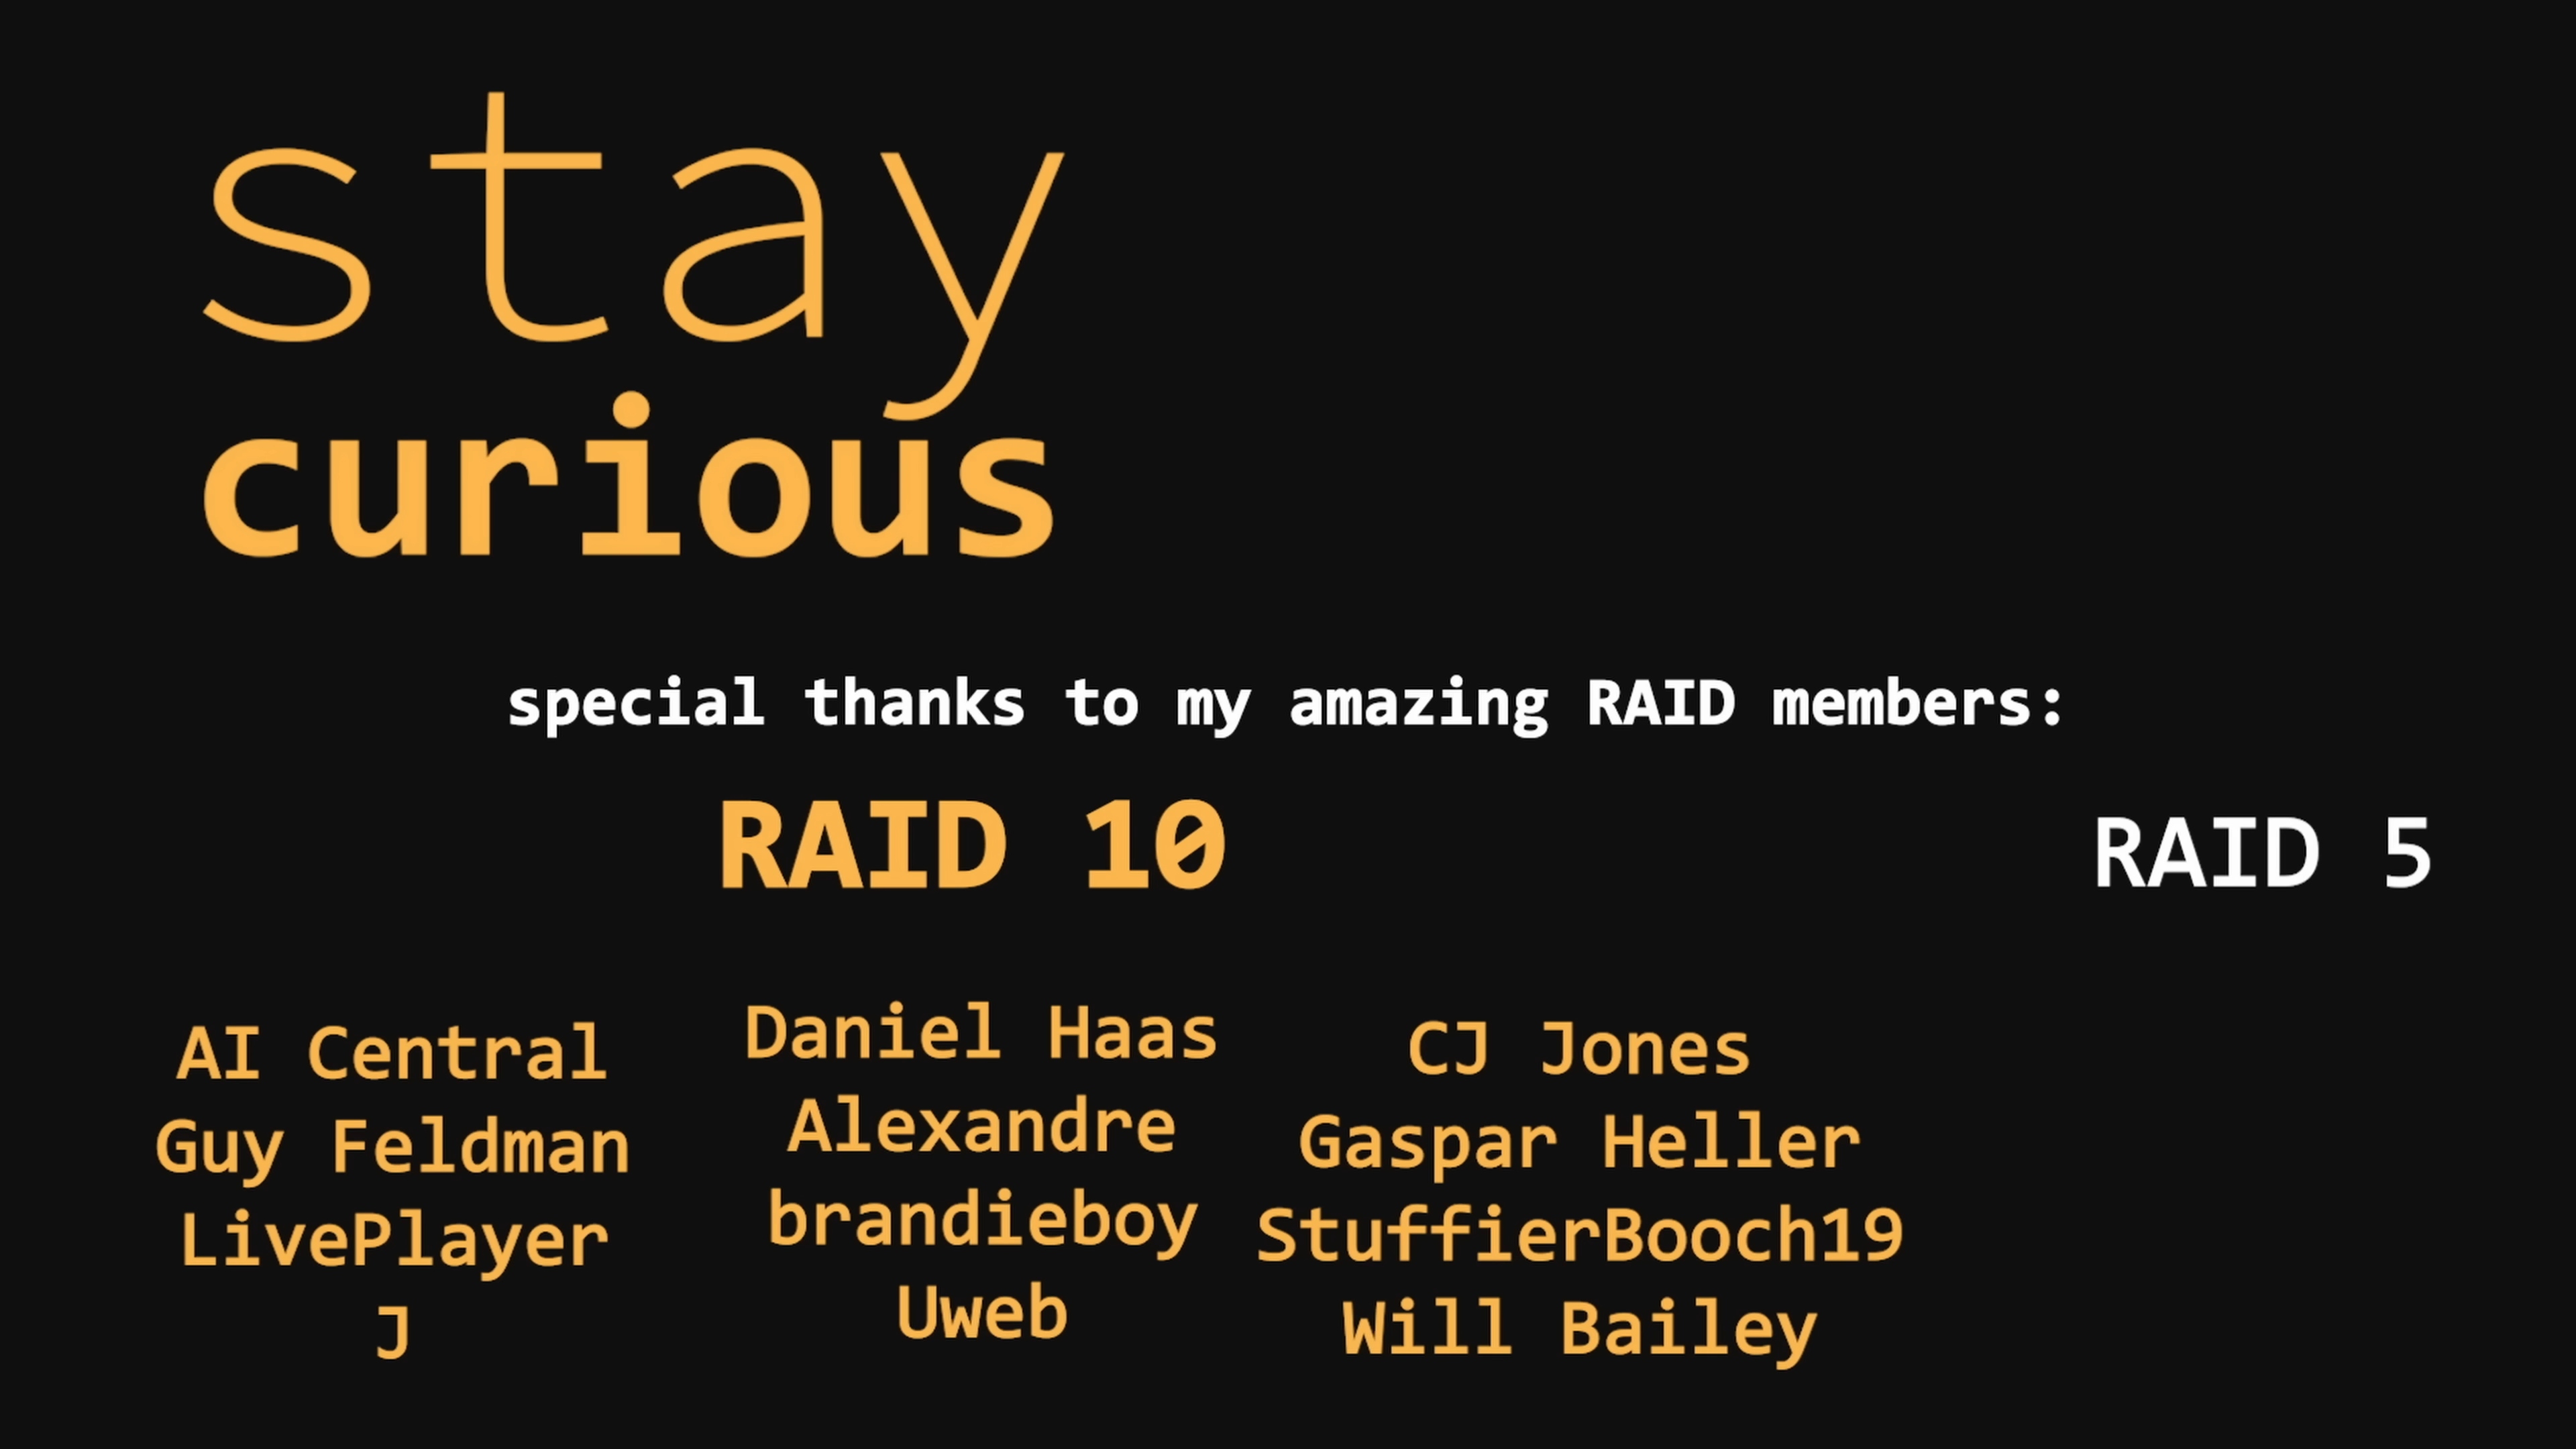 stay
curious
special thanks to my amazing RAID members:
RAID 10
RAID 5
AI Central
Guy Feldman
LivePlayer
J
Daniel Haas
Alexandre
brandieboy
Uweb
CJ Jones
Gaspar Heller
StuffierBooch19
Will Bailey